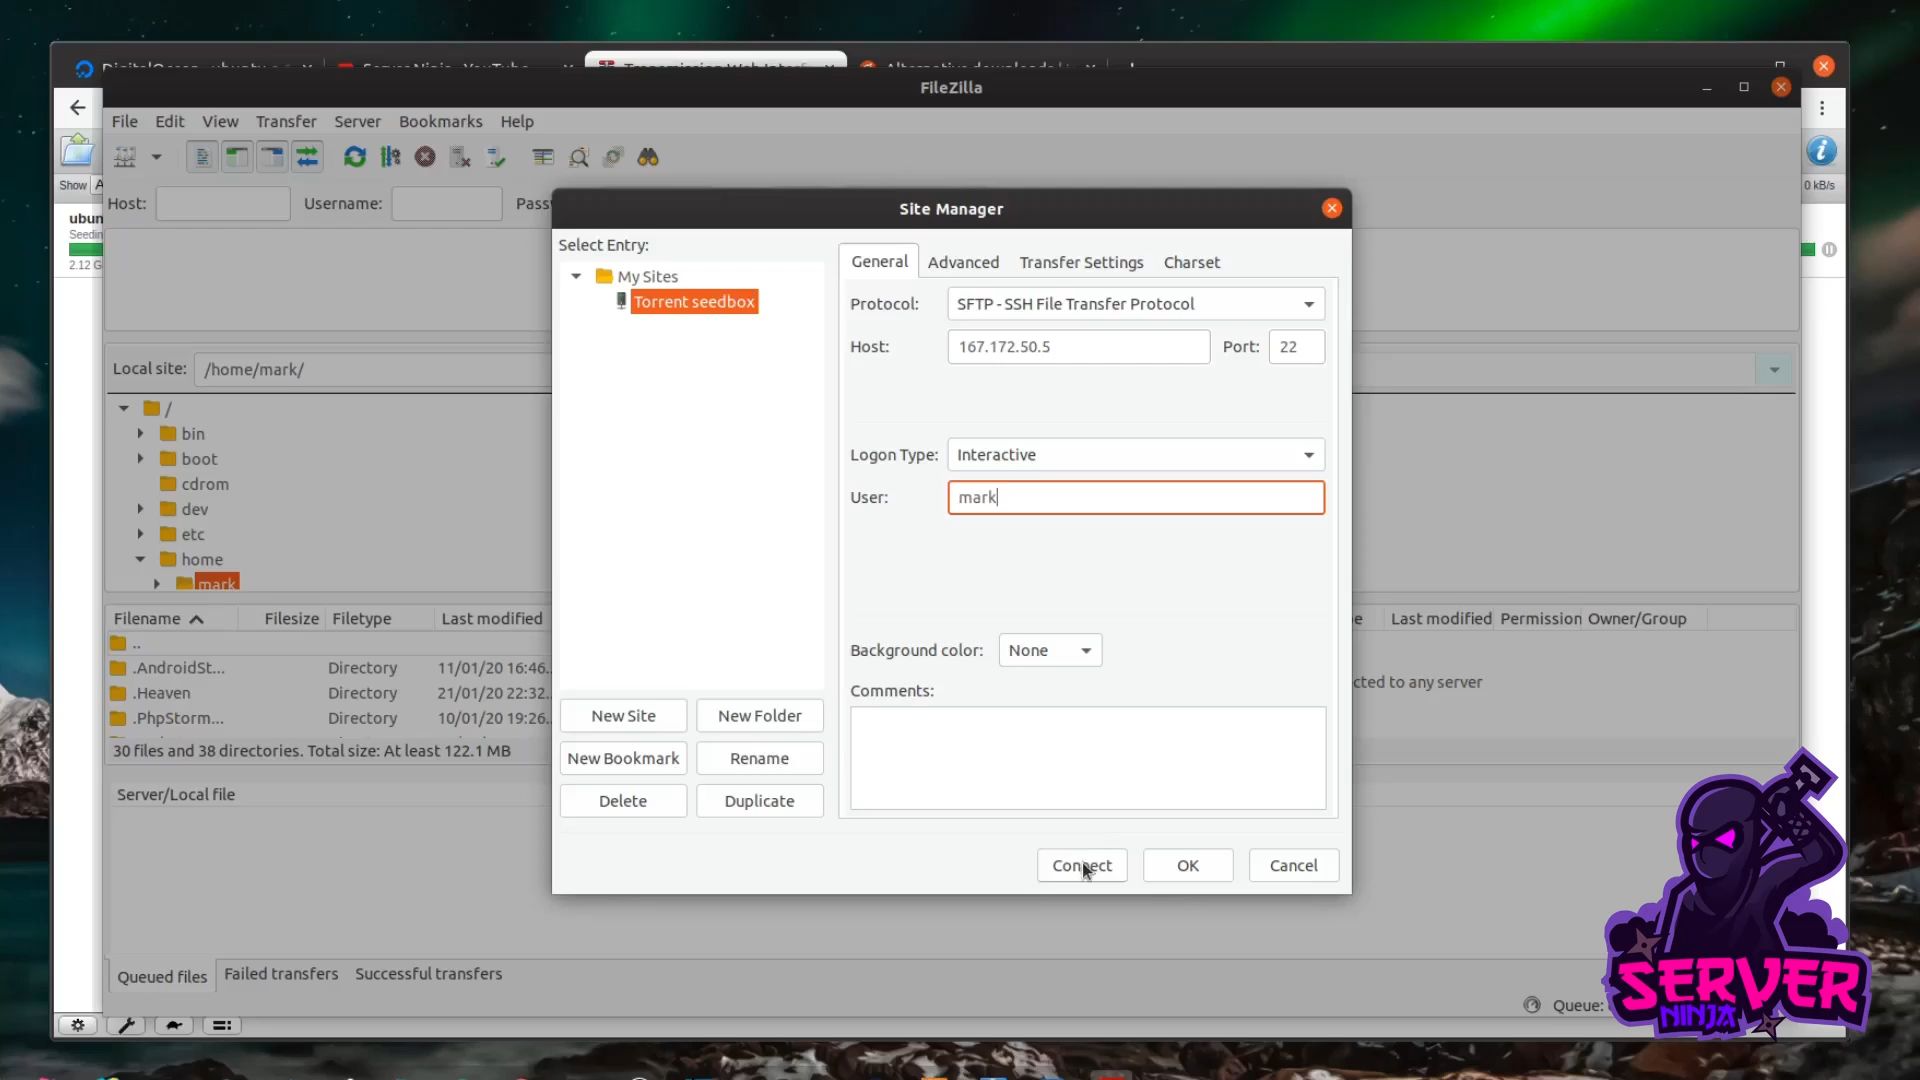 FileZilla
File Edit View Transfer Server Bookmarks Help
Show A
0 kB/s
Host: Username:
Site Manager
Select Entry:
My Sites
Torrent seedbox
General Advanced Transfer Settings Charset
Protocol: SFTP - SSH File Transfer Protocol
Host: 167.172.50.5 Port: 22
Logon Type: Interactive
User: mark
Background color: None
Comments:
New Site New Folder
New Bookmark Rename
Delete Duplicate
Connect OK Cancel
Local site: /home/mark/
/
bin
boot
cdrom
dev
etc
home
mark
Filename Filesize Filetype Last modified
Last modified Permission Owner/Group
..
.AndroidSt... Directory 11/01/20 16:46..
.Heaven Directory 21/01/20 22:32..
.PhpStorm... Directory 10/01/20 19:26..
cted to any server
30 files and 38 directories. Total size: At least 122.1 MB
Server/Local file
Queued files Failed transfers Successful transfers
Queue:
SERVER
NINJA